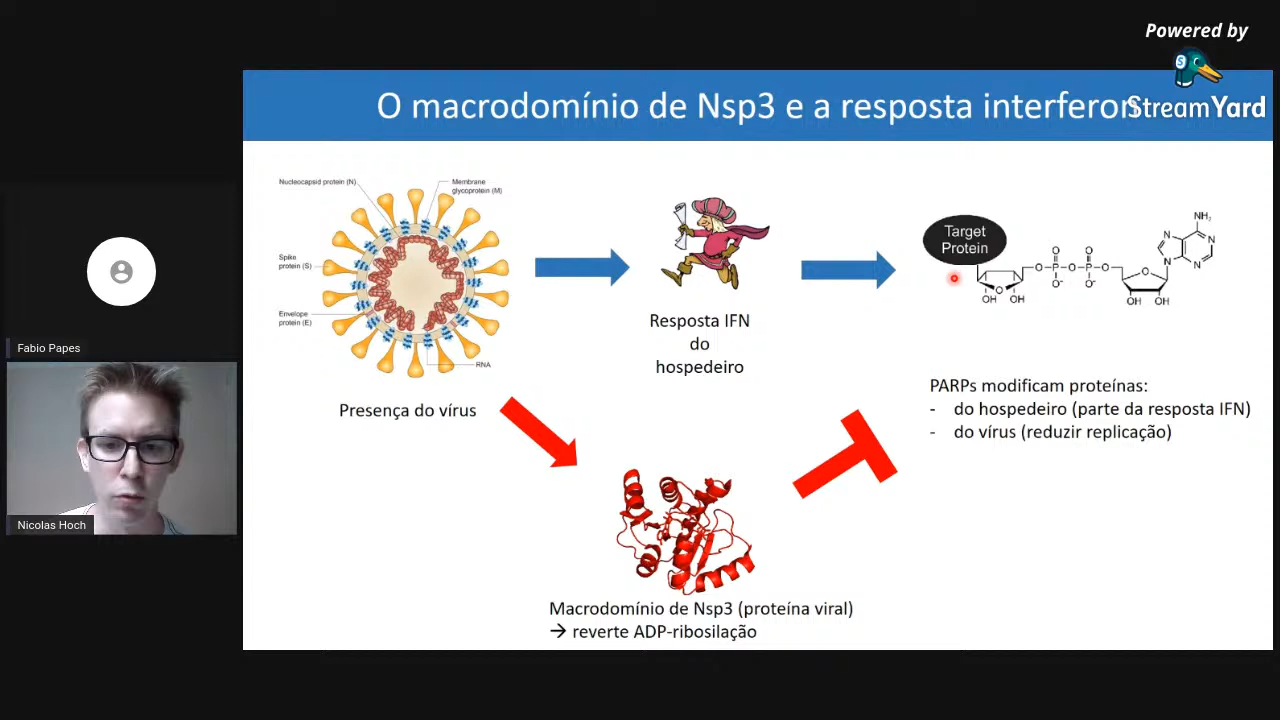 Powered by
StreamYard
O macrodomínio de Nsp3 e a resposta interferon
Nucleocapsid protein (N)
Membrane
glycoprotein (M)
Spike
protein (S)
Envelope
protein (E)
RNA
Presença do vírus
Resposta IFN
do
hospedeiro
Target
Protein
NH₂
N
N
N
N
O
O
O
P
O
P
O
O⁻
O⁻
O
O
OH
OH
OH
OH
PARPs modificam proteínas:
- do hospedeiro (parte da resposta IFN)
- do vírus (reduzir replicação)
Macrodomínio de Nsp3 (proteína viral)
→ reverte ADP-ribosilação
Fabio Papes
Nicolas Hoch